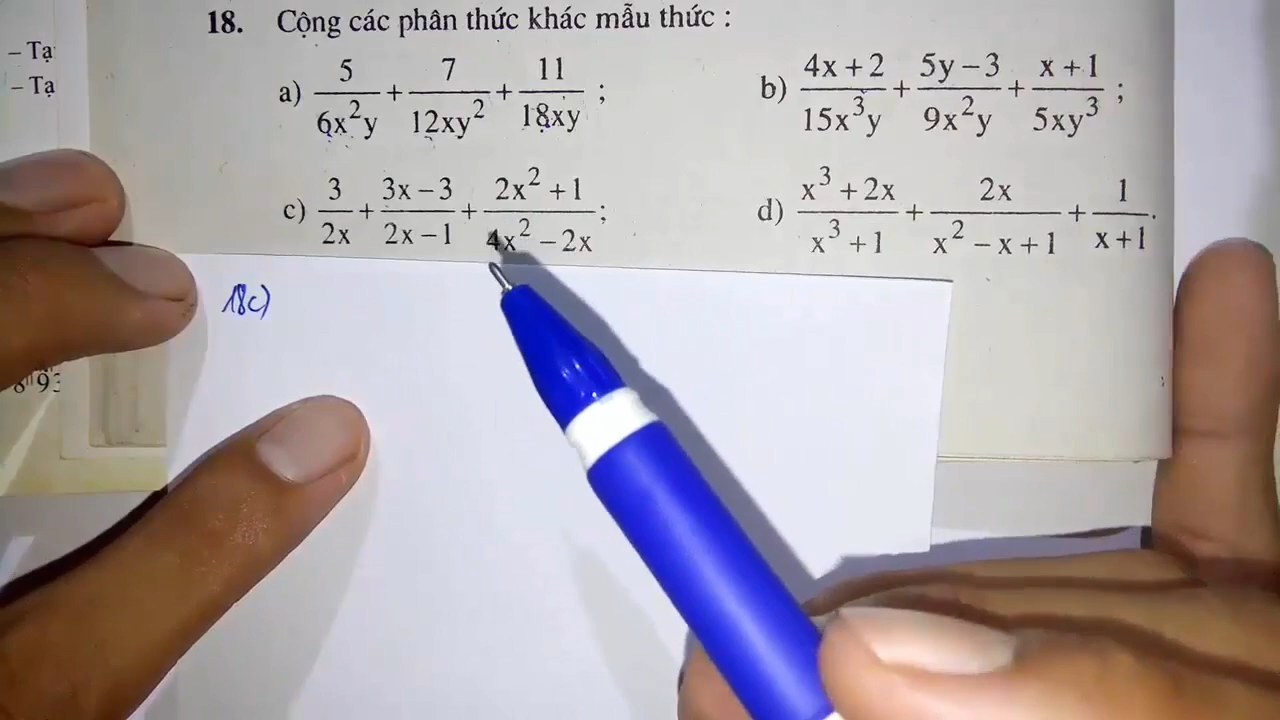 – Tạ
– Tạ
18. Cộng các phân thức khác mẫu thức :
a) 5/(6x²y) + 7/(12xy²) + 11/(18xy) ;
b) (4x + 2)/(15x³y) + (5y – 3)/(9x²y) + (x + 1)/(5xy³) ;
c) 3/(2x) + (3x – 3)/(2x – 1) + (2x² + 1)/(4x² – 2x) ;
d) (x³ + 2x)/(x³ + 1) + 2x/(x² – x + 1) + 1/(x + 1).
18c)